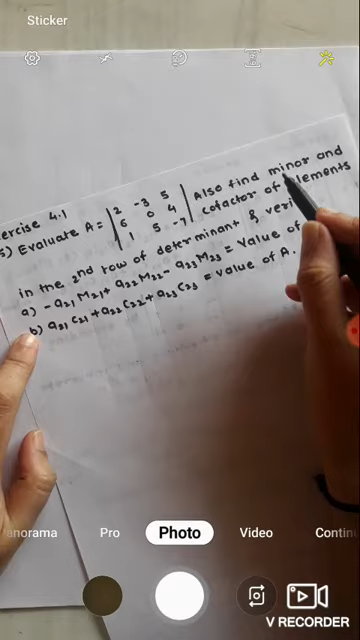 Sticker
ercise 4.1
5) Evaluate A = | 2 -3 5 | Also find minor and
| 6 0 4 | cofactor of elements
| 1 5 -7 |
in the 2nd row of determinant & veri
a) - a21 M21 + a22 M22 - a23 M23 = Value of
b) a21 C21 + a22 C22 + a23 C23 = value of A.
anorama Pro Photo Video Contin
V RECORDER